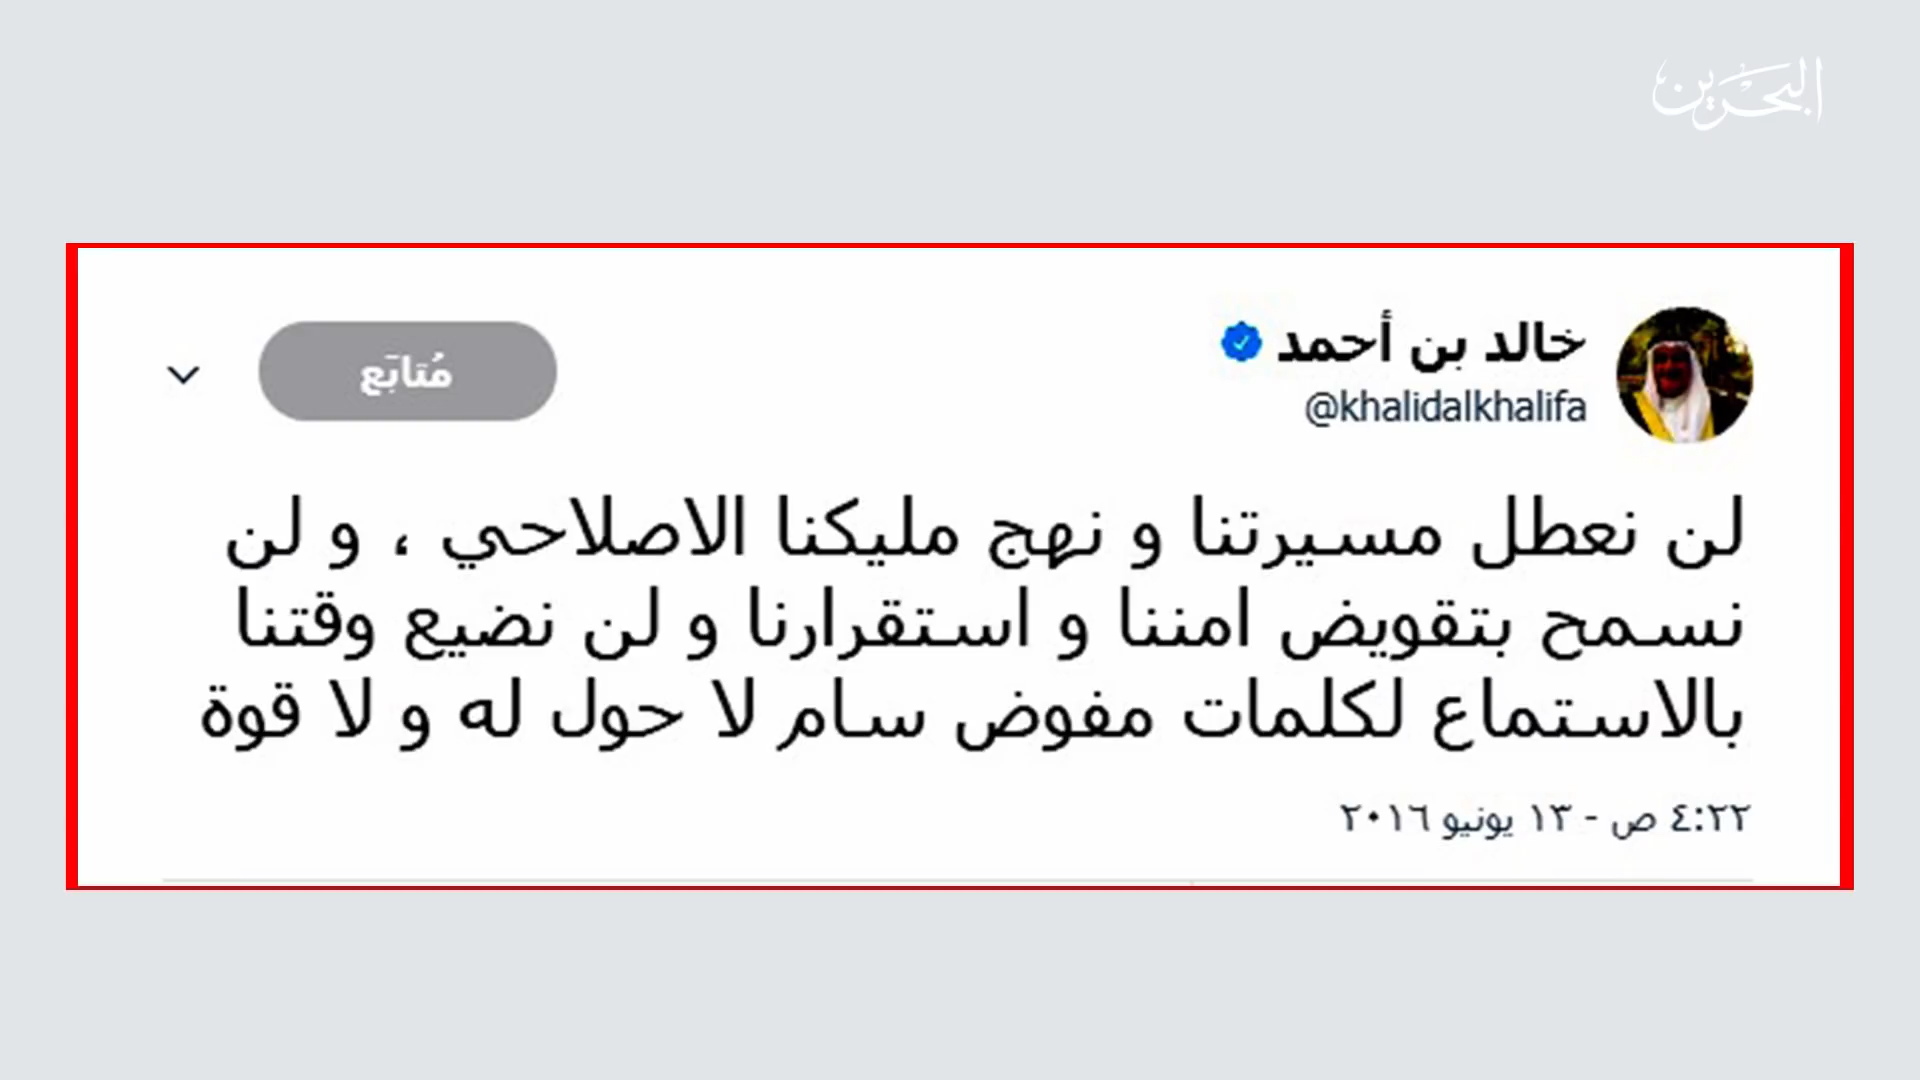 البحرين
خالد بن أحمد
@khalidalkhalifa
مُتابَع
لن نعطل مسيرتنا و نهج مليكنا الاصلاحي ، و لن
نسمح بتقويض امننا و استقرارنا و لن نضيع وقتنا
بالاستماع لكلمات مفوض سام لا حول له و لا قوة
٤:٢٢ ص - ١٣ يونيو ٢٠١٦